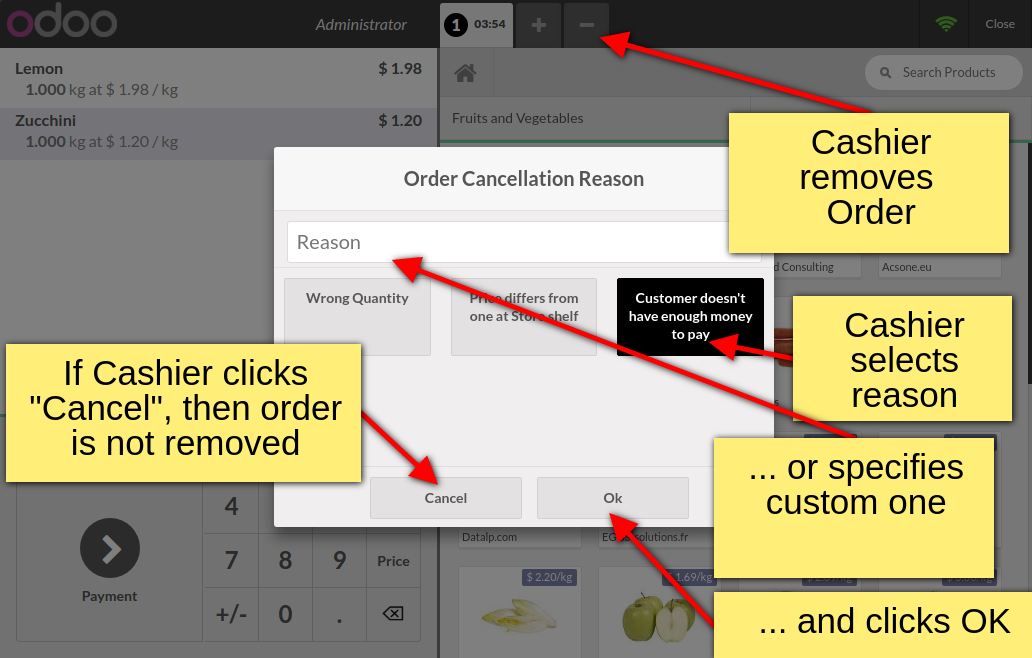 odoo
Administrator
1 03:54
+
−
Close
Lemon $ 1.98
1.000 kg at $ 1.98 / kg
Zucchini $ 1.20
1.000 kg at $ 1.20 / kg
Search Products
Fruits and Vegetables
Cashier
removes
Order
Order Cancellation Reason
Reason
d Consulting
Acsone.eu
Wrong Quantity
Price differs from
one at Store shelf
Customer doesn't
have enough money
to pay
Cashier
selects
reason
If Cashier clicks
"Cancel", then order
is not removed
... or specifies
custom one
Cancel
Ok
4
Datalp.com
solutions.fr
7 8 9 Price
$ 2.20/kg
1.69/kg
Payment
+/- 0 .
... and clicks OK